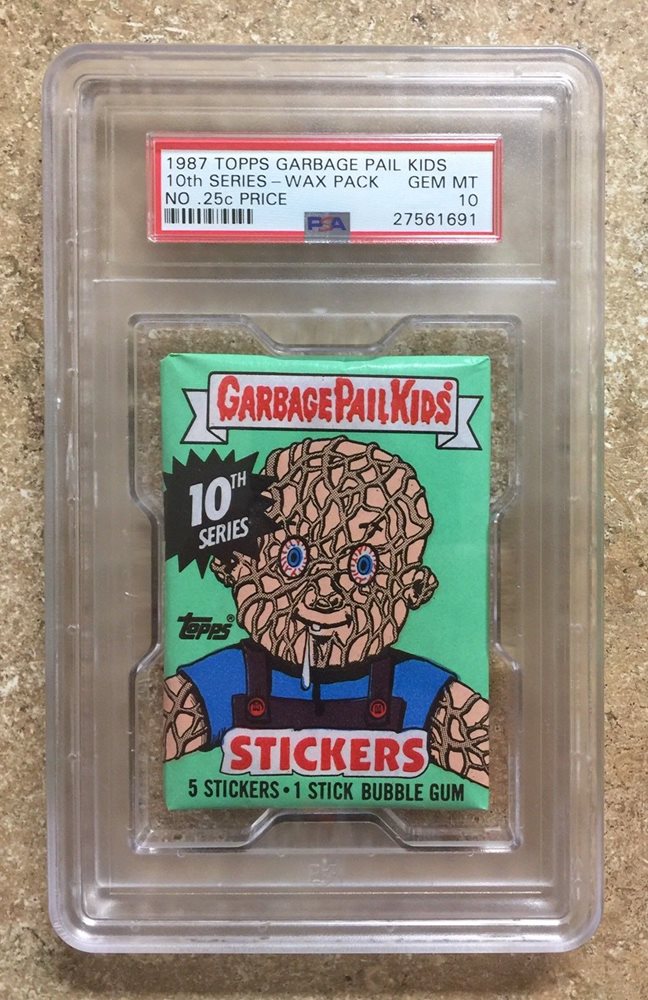 1987 TOPPS GARBAGE PAIL KIDS
10th SERIES – WAX PACK GEM MT
NO .25c PRICE 10
PSA 27561691
GARBAGE PAIL KIDS®
10TH
SERIES
TOPPS®
STICKERS
5 STICKERS • 1 STICK BUBBLE GUM